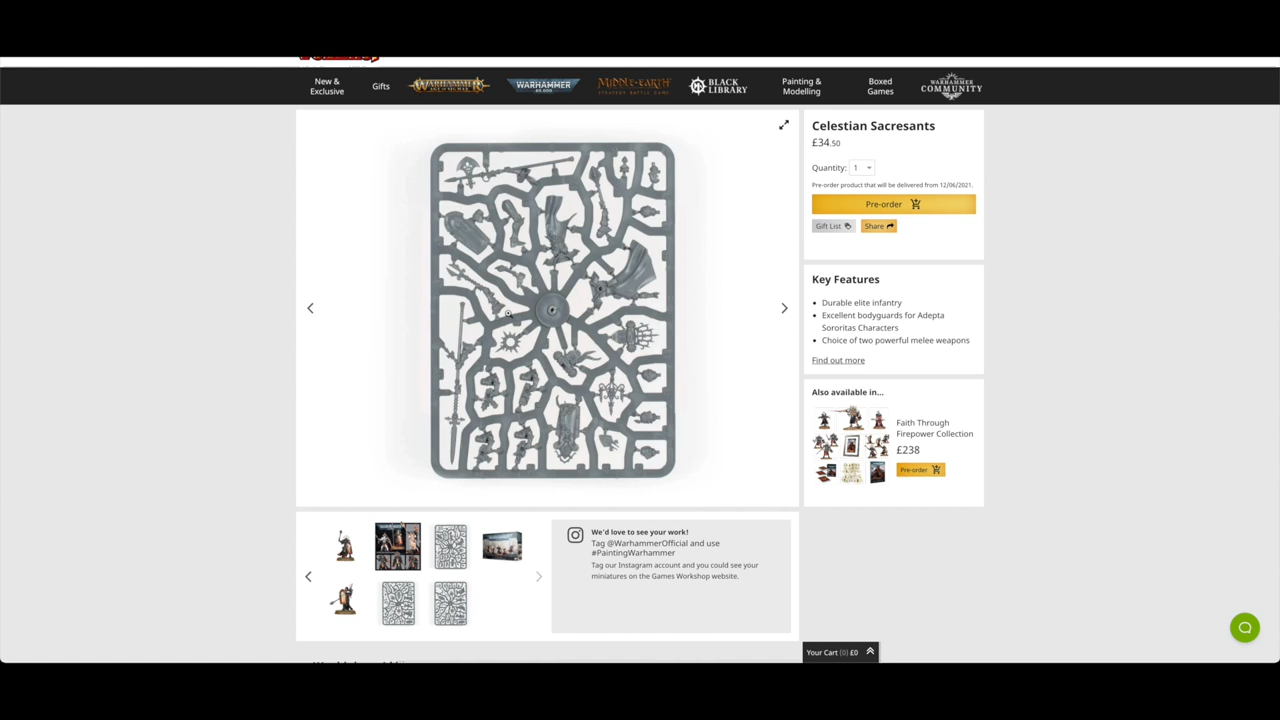 New &
Exclusive
Gifts
WARHAMMER
AGE OF SIGMAR
WARHAMMER
40,000
MIDDLE-EARTH
STRATEGY BATTLE GAME
BLACK
LIBRARY
Painting &
Modelling
Boxed
Games
WARHAMMER
COMMUNITY
Celestian Sacresants
£34.50
Quantity: 1
Pre-order product that will be delivered from 12/06/2021.
Pre-order
Gift List
Share
Key Features
Durable elite infantry
Excellent bodyguards for Adepta
Sororitas Characters
Choice of two powerful melee weapons
Find out more
Also available in...
Faith Through
Firepower Collection
£238
Pre-order
We'd love to see your work!
Tag @WarhammerOfficial and use
#PaintingWarhammer
Tag our Instagram account and you could see your
miniatures on the Games Workshop website.
Your Cart (0) £0